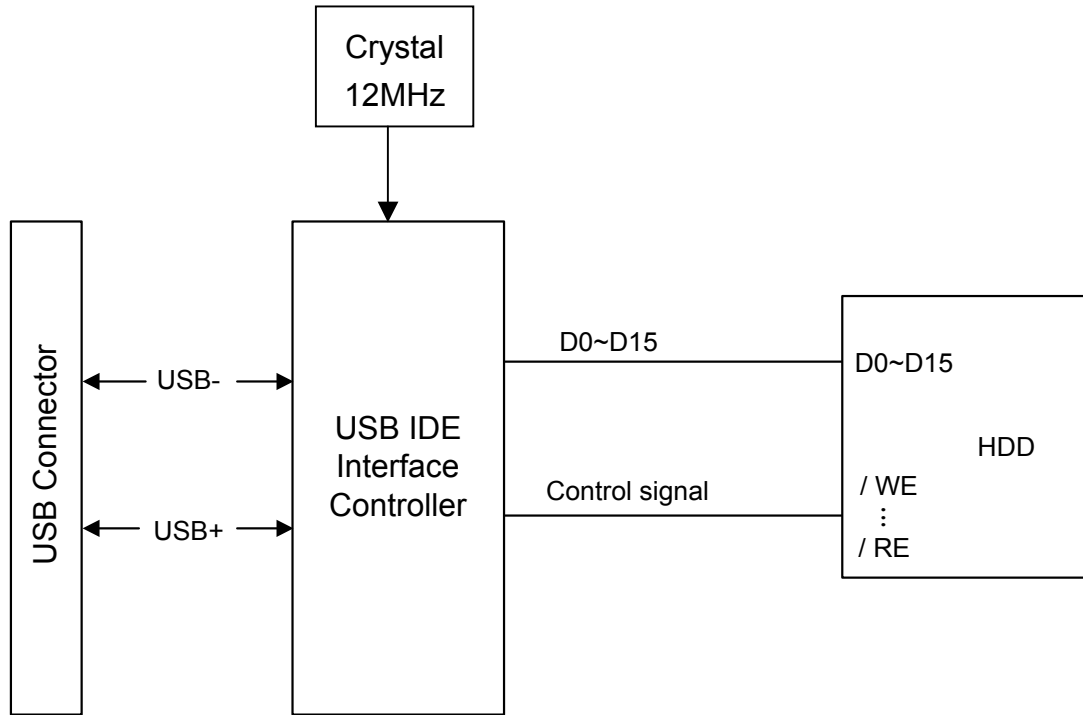 Crystal
12MHz
USB Connector
USB-
USB+
USB IDE
Interface
Controller
D0~D15
Control signal
D0~D15
HDD
/ WE
⋮
/ RE